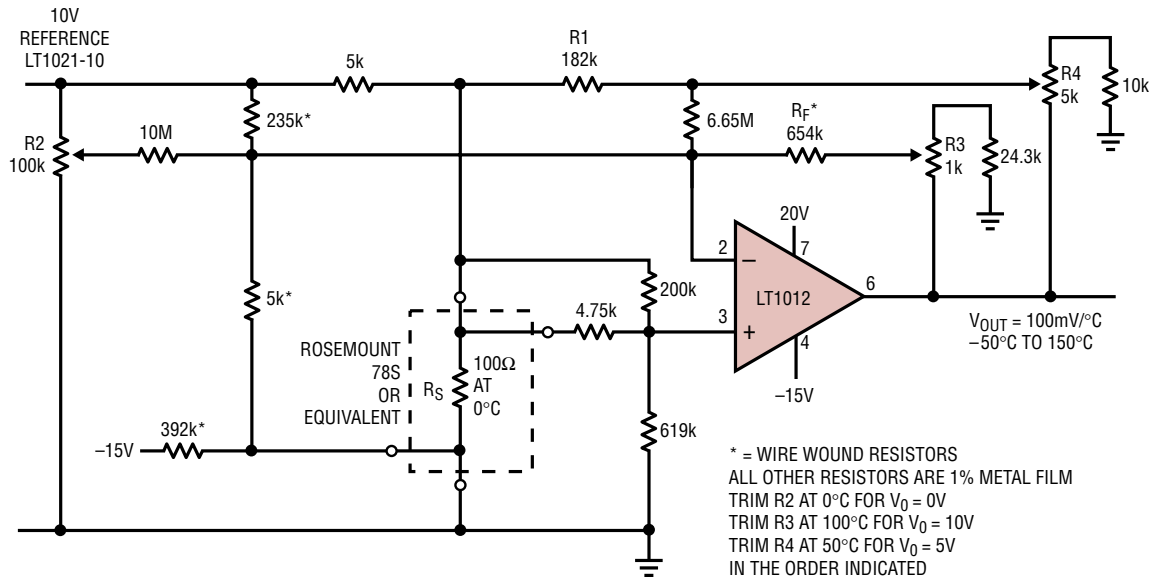 10V
REFERENCE
LT1021-10
R1
182k
5k
R4
5k
10k
235k*
6.65M
RF*
654k
R2
100k
10M
R3
1k
24.3k
20V
2
7
–
LT1012
6
3
+
4
–15V
5k*
200k
4.75k
VOUT = 100mV/°C
–50°C TO 150°C
ROSEMOUNT
78S
OR
EQUIVALENT
RS
100Ω
AT
0°C
619k
392k*
–15V
* = WIRE WOUND RESISTORS
ALL OTHER RESISTORS ARE 1% METAL FILM
TRIM R2 AT 0°C FOR V0 = 0V
TRIM R3 AT 100°C FOR V0 = 10V
TRIM R4 AT 50°C FOR V0 = 5V
IN THE ORDER INDICATED